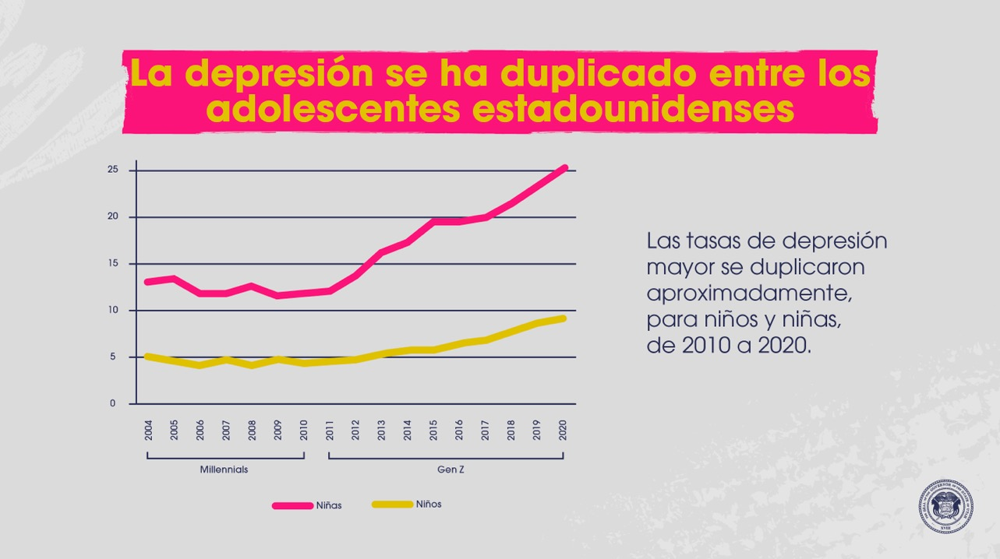 La depresión se ha duplicado entre los
adolescentes estadounidenses
25
20
15
10
5
0
Las tasas de depresión
mayor se duplicaron
aproximadamente,
para niños y niñas,
de 2010 a 2020.
2004 2005 2006 2007 2008 2009 2010 2011 2012 2013 2014 2015 2016 2017 2018 2019 2020
Millennials Gen Z
Niñas Niños
XVIII